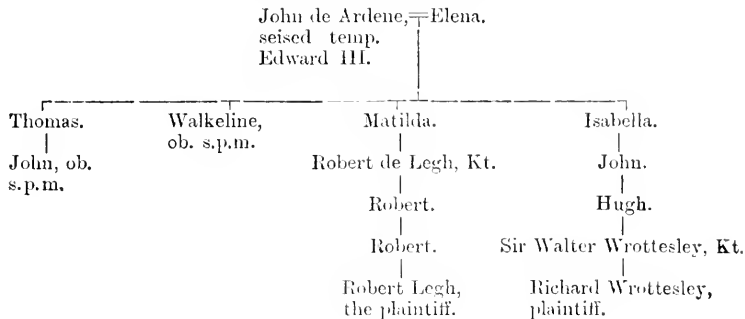 John de Ardene, Elena.
seised temp.
Edward III.
Thomas. Walkeline, Matilda. Isabella.
ob. s.p.m.
John, ob. Robert de Legh, Kt. John.
s.p.m.
Robert. Hugh.
Robert. Sir Walter Wrottesley, Kt.
Robert Legh, Richard Wrottesley,
the plaintiff. plaintiff.